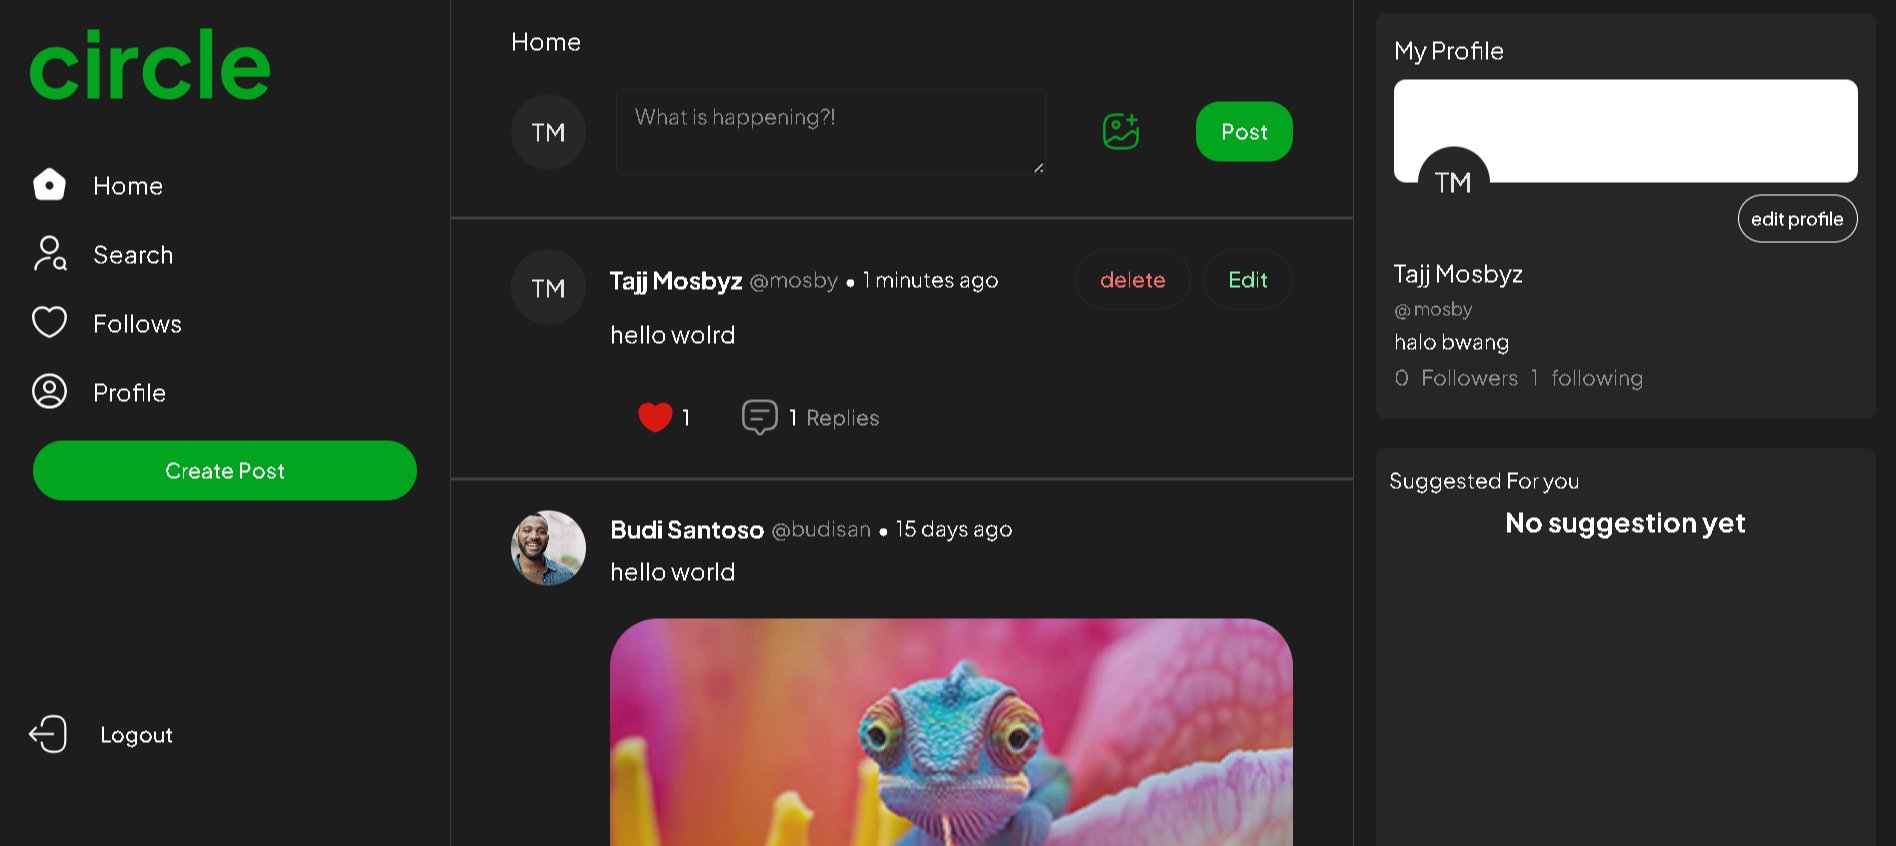 circle
Home
Search
Follows
Profile
Create Post
Logout
Home
TM
What is happening?!
Post
TM
Tajj Mosbyz @mosby • 1 minutes ago
delete
Edit
hello wolrd
1
1 Replies
Budi Santoso @budisan • 15 days ago
hello world
My Profile
TM
edit profile
Tajj Mosbyz
@mosby
halo bwang
0 Followers 1 following
Suggested For you
No suggestion yet